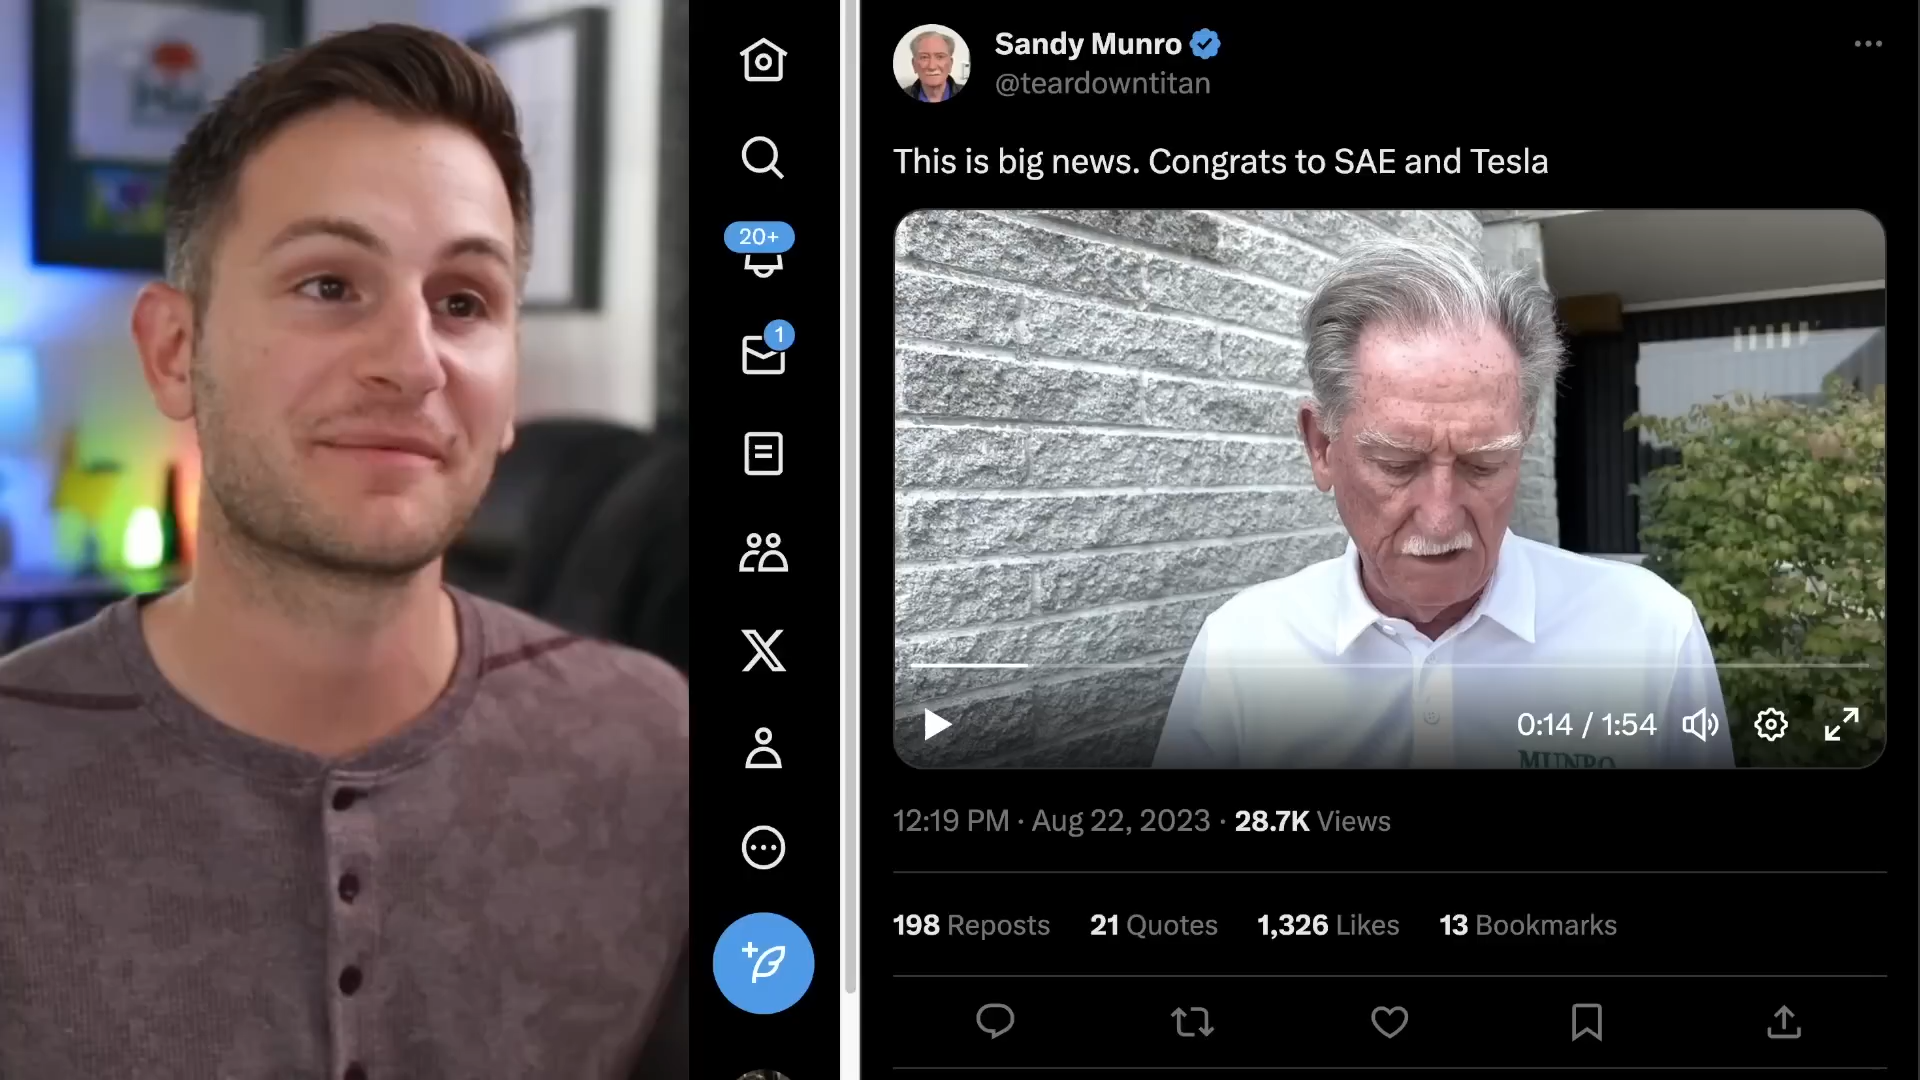 Sandy Munro
@teardowntitan
This is big news. Congrats to SAE and Tesla
20+
1
0:14 / 1:54
MUNRO
12:19 PM · Aug 22, 2023 · 28.7K Views
198 Reposts 21 Quotes 1,326 Likes 13 Bookmarks